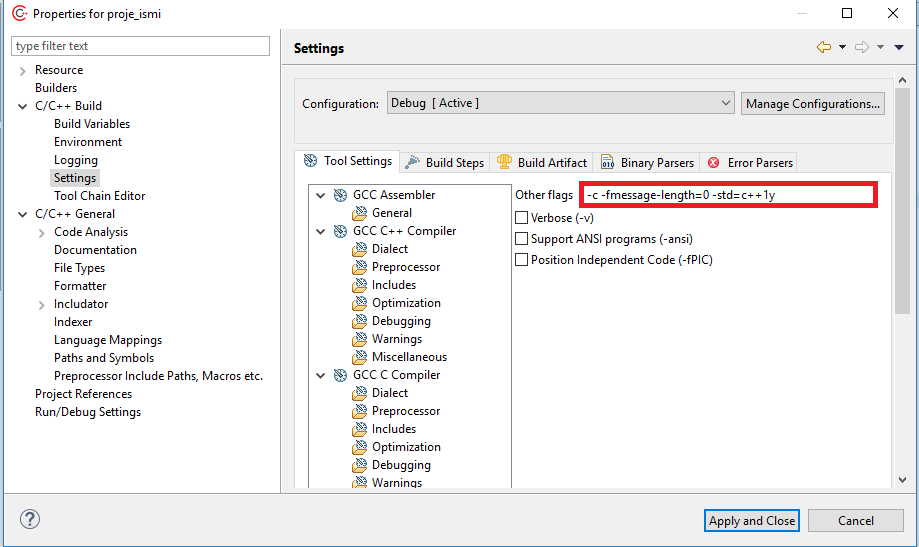 Properties for proje_ismi
type filter text
Resource
Builders
C/C++ Build
Build Variables
Environment
Logging
Settings
Tool Chain Editor
C/C++ General
Code Analysis
Documentation
File Types
Formatter
Includator
Indexer
Language Mappings
Paths and Symbols
Preprocessor Include Paths, Macros etc.
Project References
Run/Debug Settings
Settings
Configuration: Debug [ Active ] Manage Configurations...
Tool Settings Build Steps Build Artifact Binary Parsers Error Parsers
GCC Assembler
General
GCC C++ Compiler
Dialect
Preprocessor
Includes
Optimization
Debugging
Warnings
Miscellaneous
GCC C Compiler
Dialect
Preprocessor
Includes
Optimization
Debugging
Warnings
Other flags -c -fmessage-length=0 -std=c++1y
Verbose (-v)
Support ANSI programs (-ansi)
Position Independent Code (-fPIC)
? Apply and Close Cancel